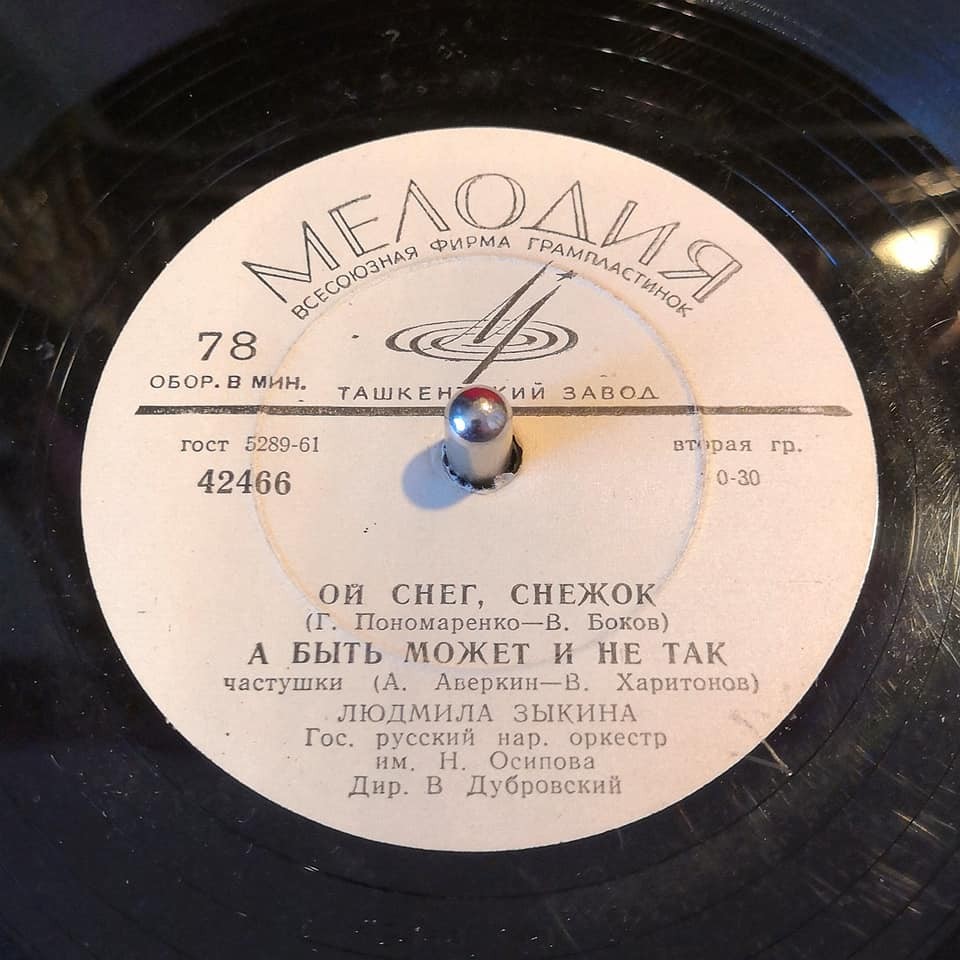 МЕЛОДИЯ
ВСЕСОЮЗНАЯ ФИРМА ГРАМПЛАСТИНОК
78
ОБОР. В МИН.
ТАШКЕНТСКИЙ ЗАВОД
гост 5289-61
вторая гр.
42466
0-30
ОЙ СНЕГ, СНЕЖОК
(Г. Пономаренко—В. Боков)
А БЫТЬ МОЖЕТ И НЕ ТАК
частушки (А. Аверкин—В. Харитонов)
ЛЮДМИЛА ЗЫКИНА
Гос. русский нар. оркестр
им. Н. Осипова
Дир. В Дубровский